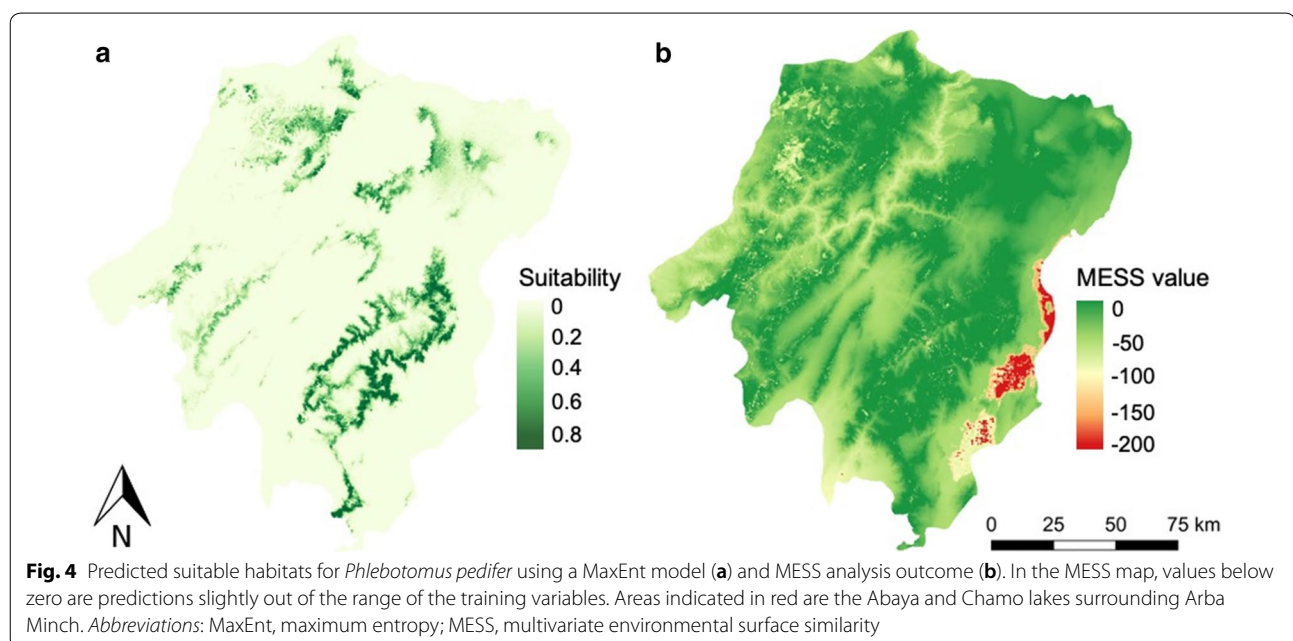 a
b
Suitability
0
0.2
0.4
0.6
0.8
MESS value
0
-50
-100
-150
-200
N
0 25 50 75 km
Fig. 4 Predicted suitable habitats for Phlebotomus pedifer using a MaxEnt model (a) and MESS analysis outcome (b). In the MESS map, values below
zero are predictions slightly out of the range of the training variables. Areas indicated in red are the Abaya and Chamo lakes surrounding Arba
Minch. Abbreviations: MaxEnt, maximum entropy; MESS, multivariate environmental surface similarity